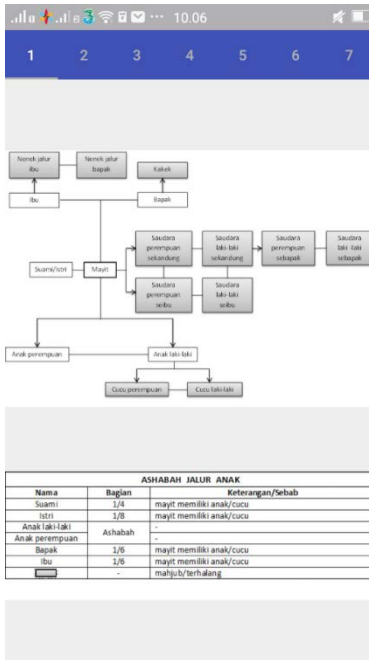 10.06
1 2 3 4 5 6 7
Nenek jalur ibu
Nenek jalur bapak
Kakek
Ibu
Bapak
Saudara perempuan sekandung
Saudara laki-laki sekandung
Saudara perempuan sebapak
Saudara laki-laki sebapak
Suami/Istri
Mayit
Saudara perempuan seibu
Saudara laki-laki seibu
Anak perempuan
Anak laki-laki
Cucu perempuan
Cucu laki-laki
ASHABAH JALUR ANAK
Nama Bagian Keterangan/Sebab
Suami 1/4 mayit memiliki anak/cucu
Istri 1/8 mayit memiliki anak/cucu
Anak laki-laki Ashabah -
Anak perempuan -
Bapak 1/6 mayit memiliki anak/cucu
Ibu 1/6 mayit memiliki anak/cucu
- mahjub/terhalang